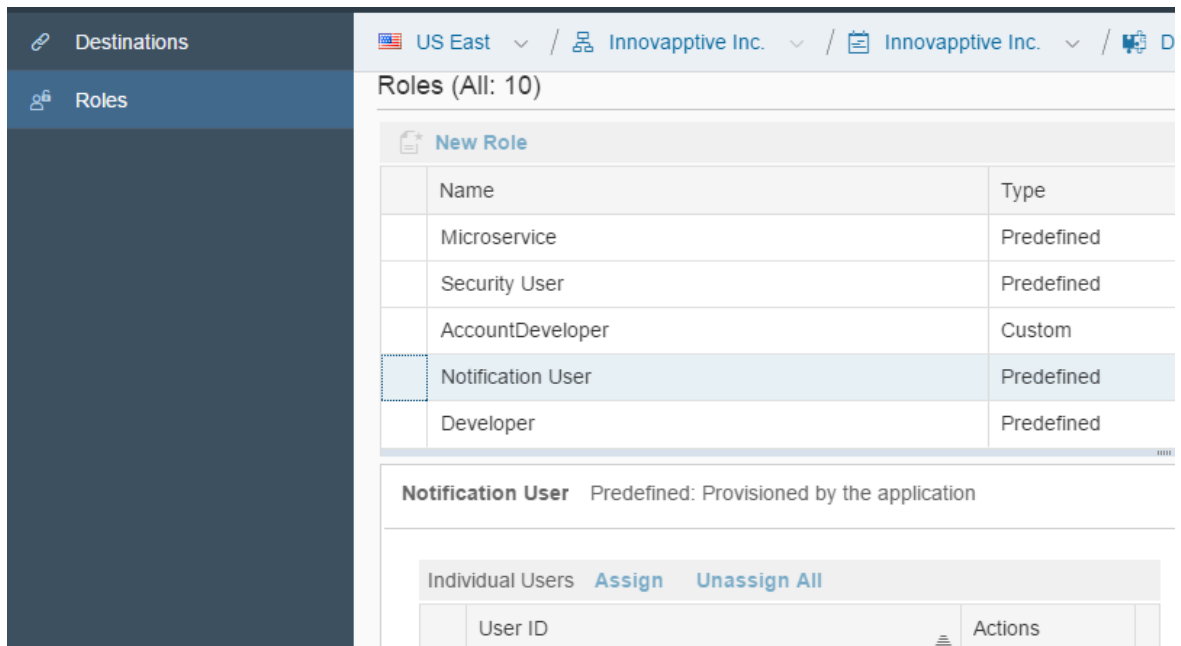 Destinations
Roles
US East / Innovapptive Inc. / Innovapptive Inc. / D
Roles (All: 10)
New Role
Name Type
Microservice Predefined
Security User Predefined
AccountDeveloper Custom
Notification User Predefined
Developer Predefined
Notification User Predefined: Provisioned by the application
Individual Users Assign Unassign All
User ID Actions